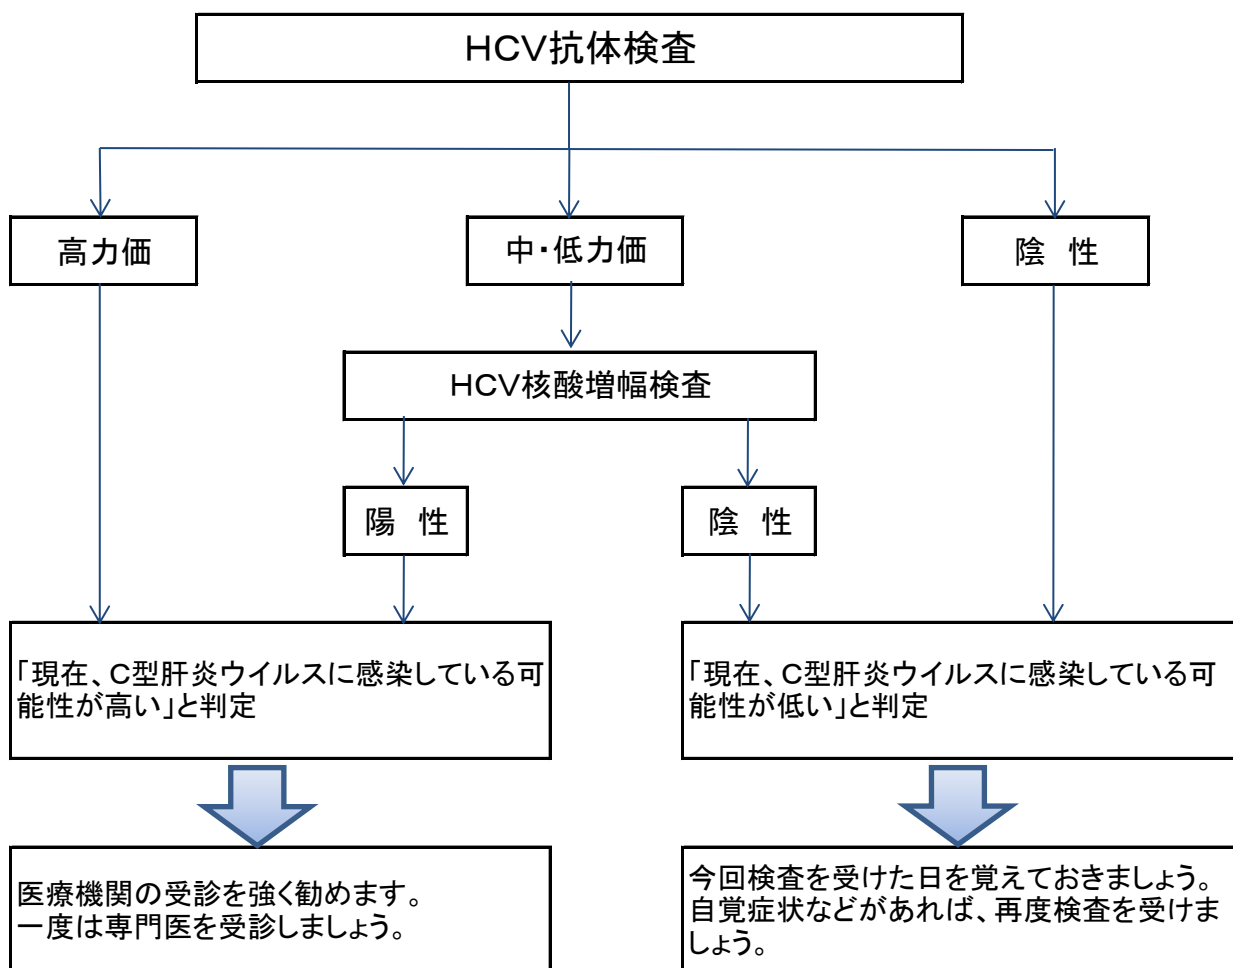 HCV抗体検査
高力価
中・低力価
陰　性
HCV核酸増幅検査
陽　性
陰　性
「現在、C型肝炎ウイルスに感染している可
能性が高い」と判定
「現在、C型肝炎ウイルスに感染している可
能性が低い」と判定
医療機関の受診を強く勧めます。
一度は専門医を受診しましょう。
今回検査を受けた日を覚えておきましょう。
自覚症状などがあれば、再度検査を受けま
しょう。